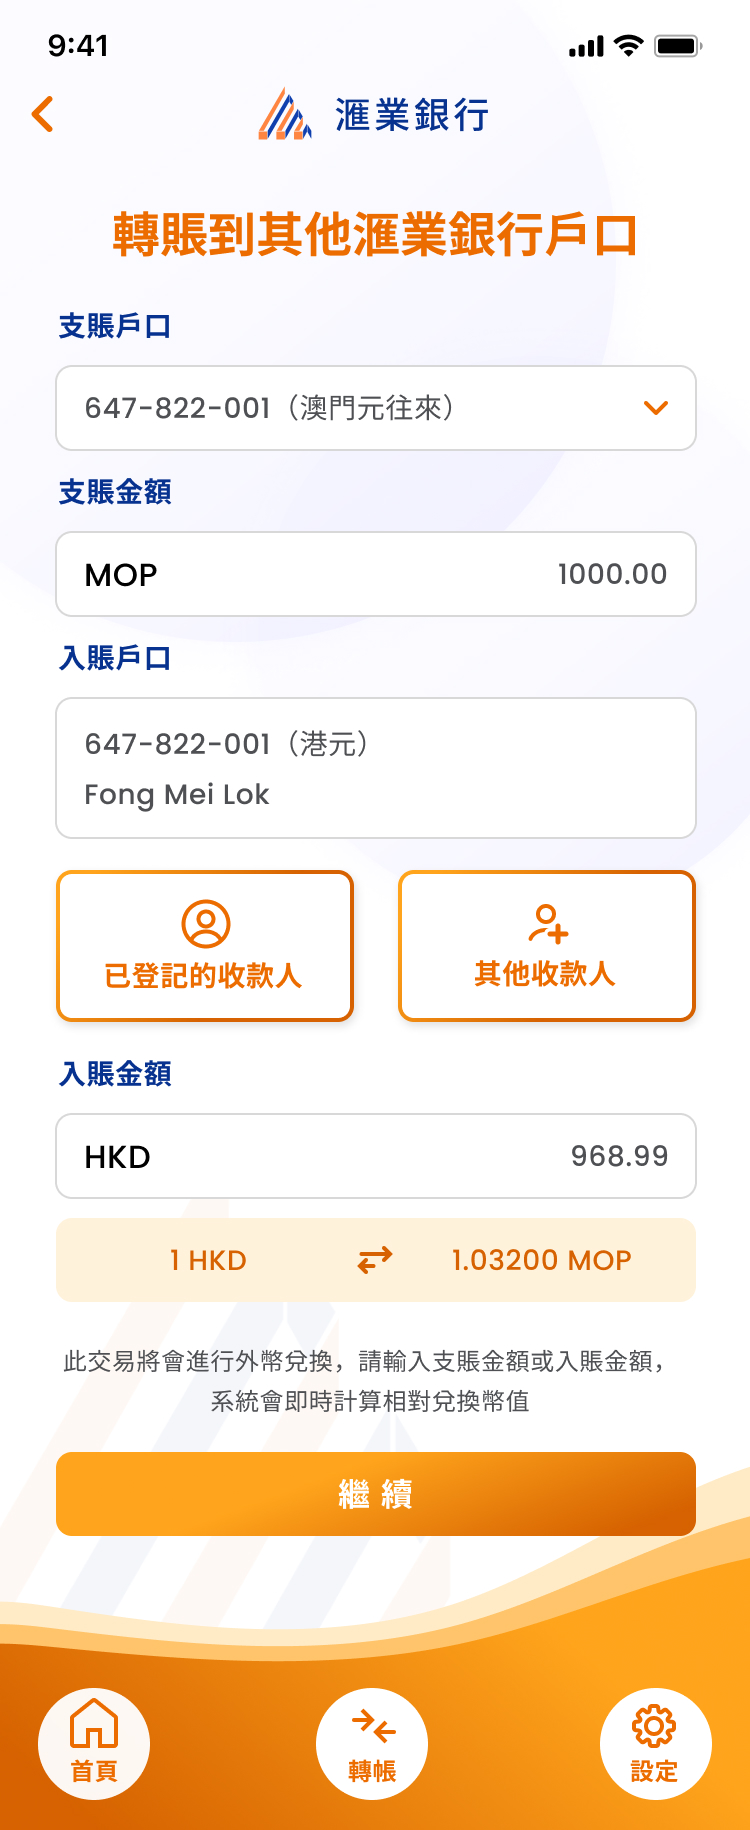 9:41
滙業銀行
轉賬到其他滙業銀行戶口
支賬戶口
647-822-001（澳門元往來）
支賬金額
MOP 1000.00
入賬戶口
647-822-001（港元）
Fong Mei Lok
已登記的收款人 其他收款人
入賬金額
HKD 968.99
1 HKD 1.03200 MOP
此交易將會進行外幣兌換，請輸入支賬金額或入賬金額，
系統會即時計算相對兌換幣值
繼續
首頁 轉帳 設定